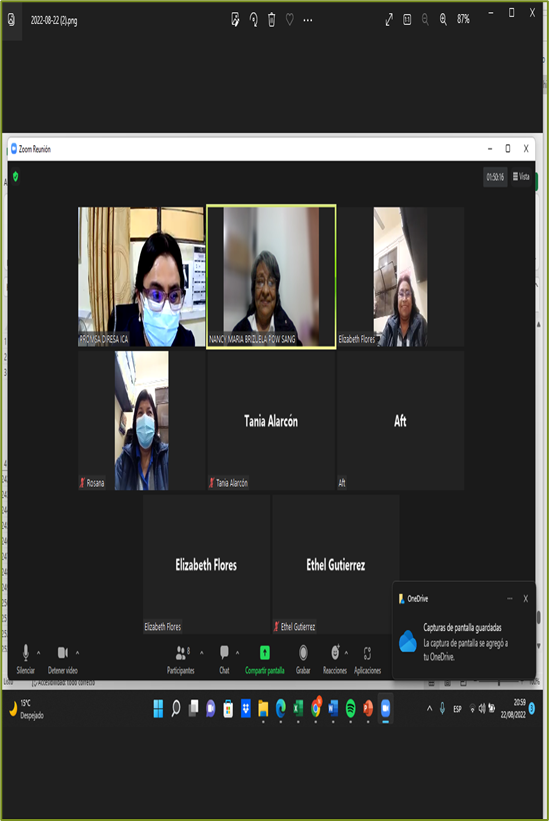 2022-08-22 (2).png
87%
Zoom Reunión
01:50:16
Vista
PROMSA DIRESA ICA
NANCY MARIA BRIZUELA POW SANG
Elizabeth Flores
Rosana
Tania Alarcón
Tania Alarcón
Aft
Aft
Elizabeth Flores
Elizabeth Flores
Ethel Gutierrez
Ethel Gutierrez
OneDrive
Capturas de pantalla guardadas
La captura de pantalla se agregó a
tu OneDrive.
Silenciar
Detener video
Participantes
8
Chat
Compartir pantalla
Grabar
Reacciones
Aplicaciones
15°C
Despejado
ESP
20:59
22/08/2022